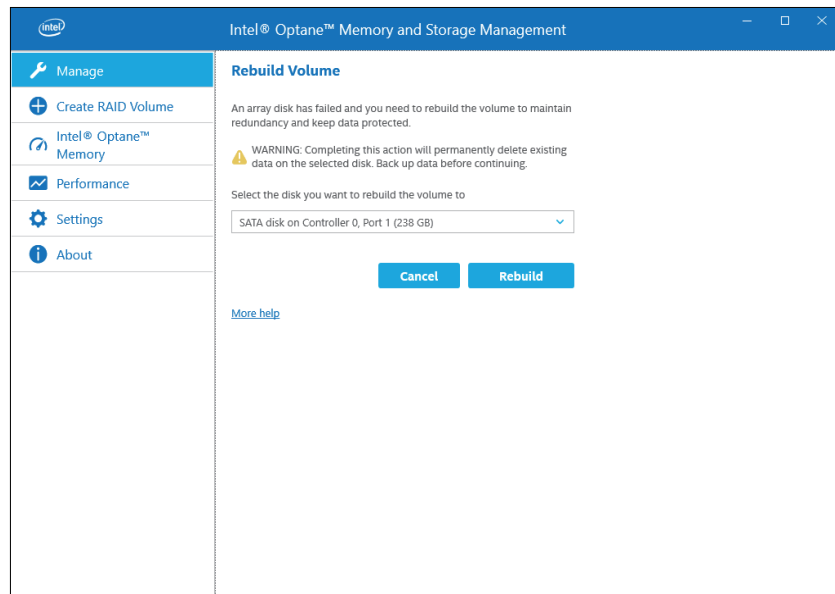 intel
Intel® Optane™ Memory and Storage Management
Manage
Create RAID Volume
Intel® Optane™
Memory
Performance
Settings
About
Rebuild Volume
An array disk has failed and you need to rebuild the volume to maintain
redundancy and keep data protected.
WARNING: Completing this action will permanently delete existing
data on the selected disk. Back up data before continuing.
Select the disk you want to rebuild the volume to
SATA disk on Controller 0, Port 1 (238 GB)
Cancel
Rebuild
More help